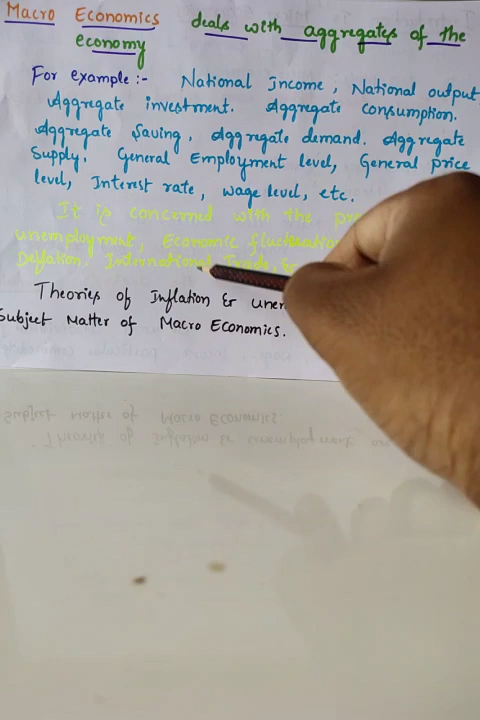 Macro Economics deals with aggregates of the
economy
For example :- National Income, National output
Aggregate investment. Aggregate consumption.
Aggregate Saving, Aggregate demand. Aggregate
Supply. General Employment level, General price
level, Interest rate, wage level, etc.
It is concerned with the
unemployment, Economic
Deflation. International Trade,
Theories of Inflation &
Subject Matter of Macro Economics.